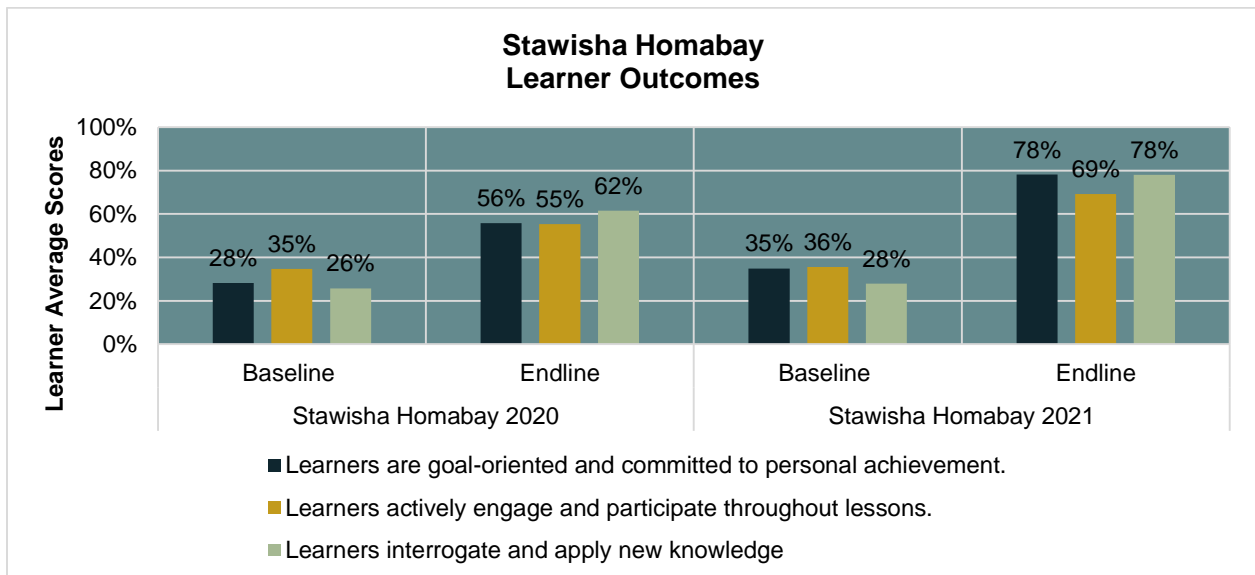 Stawisha Homabay
Learner Outcomes
Learner Average Scores
100%
80%
60%
40%
20%
0%
28%
35%
26%
56%
55%
62%
35%
36%
28%
78%
69%
78%
Baseline
Endline
Baseline
Endline
Stawisha Homabay 2020
Stawisha Homabay 2021
Learners are goal-oriented and committed to personal achievement.
Learners actively engage and participate throughout lessons.
Learners interrogate and apply new knowledge